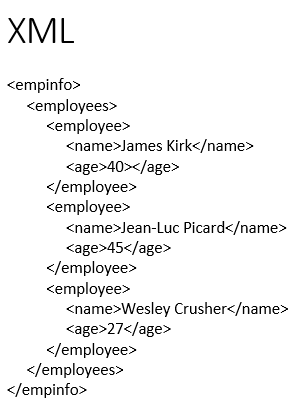 XML
<empinfo>
<employees>
<employee>
<name>James Kirk</name>
<age>40></age>
</employee>
<employee>
<name>Jean-Luc Picard</name>
<age>45</age>
</employee>
<employee>
<name>Wesley Crusher</name>
<age>27</age>
</employee>
</employees>
</empinfo>